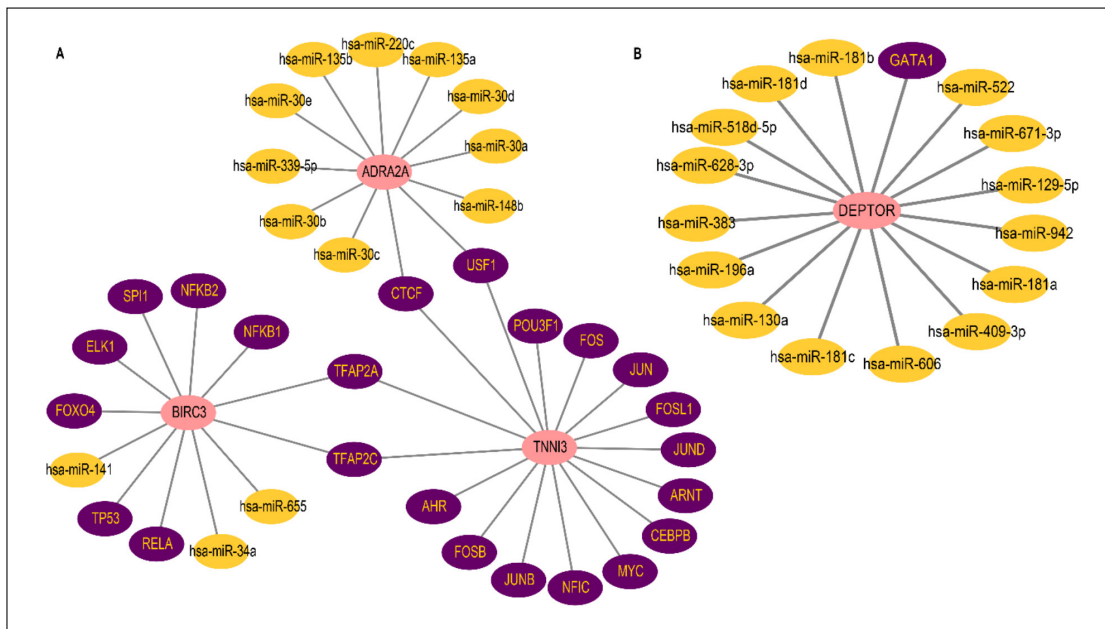 A
hsa-miR-220c
hsa-miR-135b
hsa-miR-135a
hsa-miR-30e
hsa-miR-30d
hsa-miR-30a
hsa-miR-339-5p
ADRA2A
hsa-miR-148b
hsa-miR-30b
hsa-miR-30c
USF1
CTCF
SPI1
NFKB2
NFKB1
ELK1
TFAP2A
FOXO4
BIRC3
hsa-miR-141
TFAP2C
hsa-miR-655
TP53
RELA
hsa-miR-34a
POU3F1
FOS
JUN
FOSL1
TNNI3
JUND
ARNT
AHR
CEBPB
FOSB
MYC
JUNB
NFIC
B
hsa-miR-181b
GATA1
hsa-miR-181d
hsa-miR-522
hsa-miR-518d-5p
hsa-miR-671-3p
hsa-miR-628-3p
hsa-miR-129-5p
DEPTOR
hsa-miR-383
hsa-miR-942
hsa-miR-196a
hsa-miR-181a
hsa-miR-130a
hsa-miR-409-3p
hsa-miR-181c
hsa-miR-606